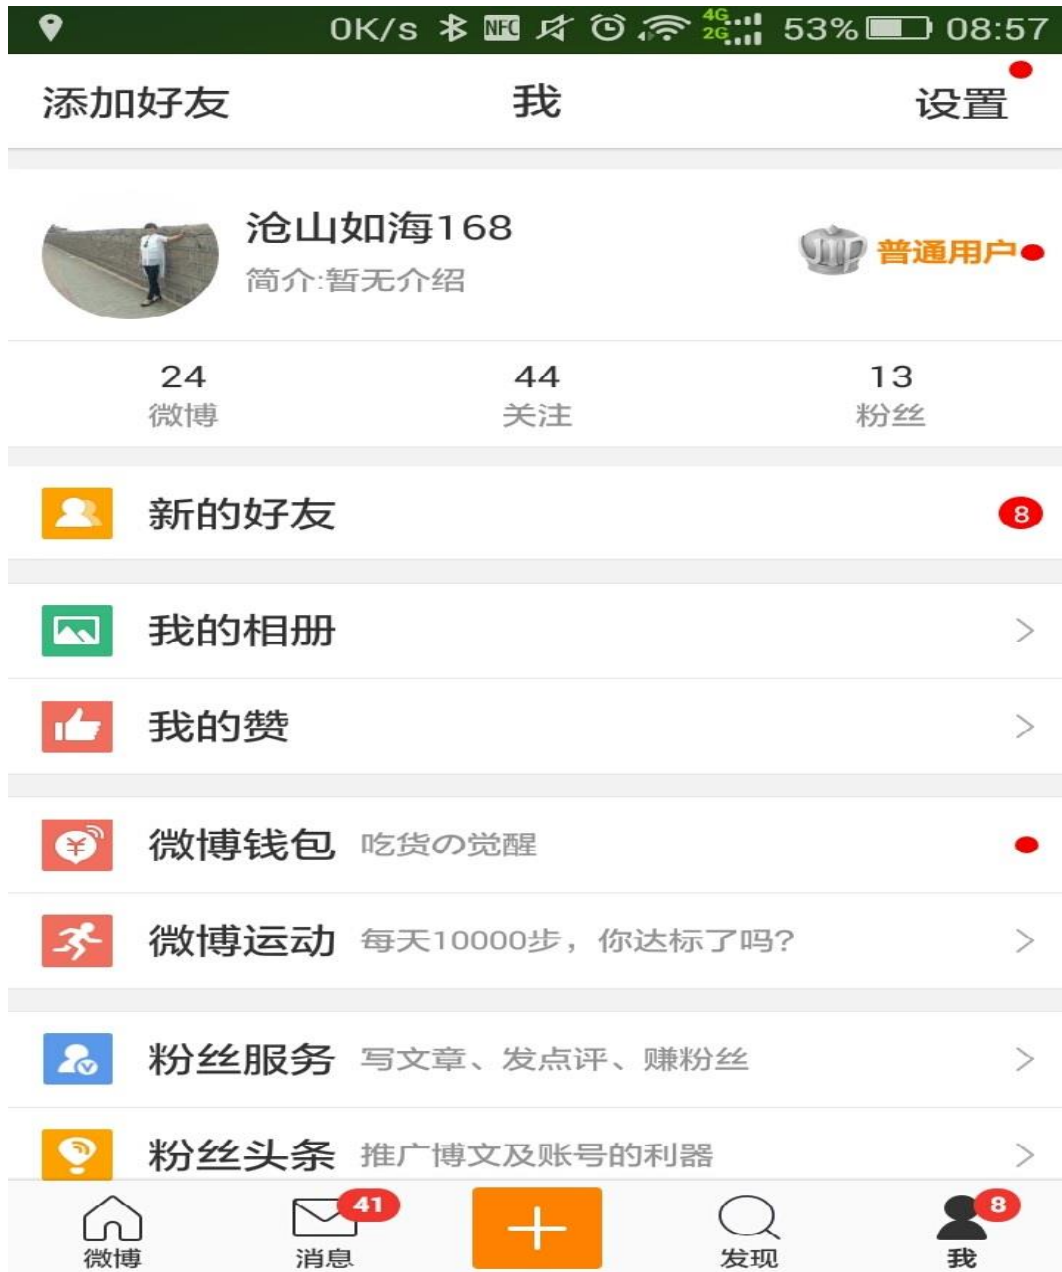 0K/s NFC 4G 2G 53% 08:57
添加好友 我 设置
沧山如海168
VIP 普通用户
简介:暂无介绍
24 44 13
微博 关注 粉丝
新的好友 8
我的相册
我的赞
微博钱包 吃货の觉醒
微博运动 每天10000步，你达标了吗?
粉丝服务 写文章、发点评、赚粉丝
粉丝头条 推广博文及账号的利器
41 8
微博 消息 发现 我